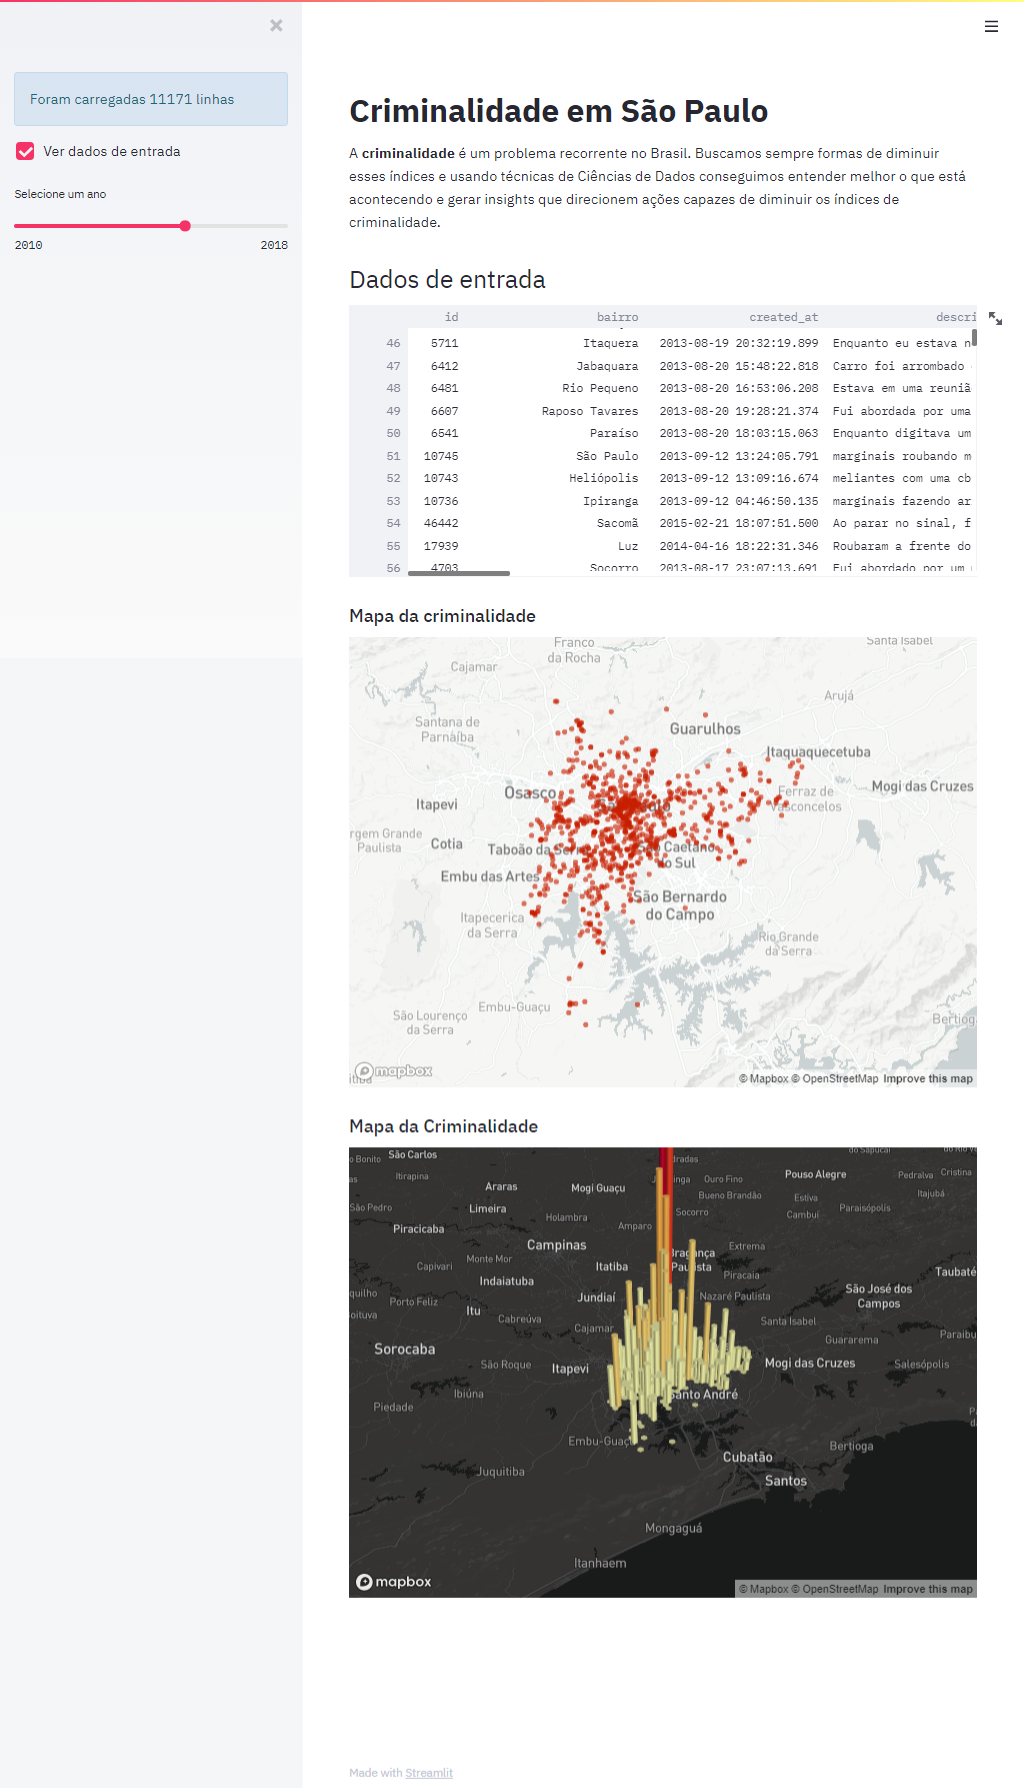 Foram carregadas 11171 linhas
Ver dados de entrada
Selecione um ano
2010 2018
Criminalidade em São Paulo
A criminalidade é um problema recorrente no Brasil. Buscamos sempre formas de diminuir
esses índices e usando técnicas de Ciências de Dados conseguimos entender melhor o que está
acontecendo e gerar insights que direcionem ações capazes de diminuir os índices de
criminalidade.
Dados de entrada
id bairro created_at descri
46 5711 Itaquera 2013-08-19 20:32:19.899 Enquanto eu estava n
47 6412 Jabaquara 2013-08-20 15:48:22.818 Carro foi arrombado
48 6481 Rio Pequeno 2013-08-20 16:53:06.208 Estava em uma reuniã
49 6607 Raposo Tavares 2013-08-20 19:28:21.374 Fui abordada por uma
50 6541 Paraíso 2013-08-20 18:03:15.063 Enquanto digitava um
51 10745 São Paulo 2013-09-12 13:24:05.791 marginais roubando m
52 10743 Heliópolis 2013-09-12 13:09:16.674 meliantes com uma cb
53 10736 Ipiranga 2013-09-12 04:46:50.135 marginais fazendo ar
54 46442 Sacomã 2015-02-21 18:07:51.500 Ao parar no sinal, f
55 17939 Luz 2014-04-16 18:22:31.346 Roubaram a frente do
56 4703 Socorro 2013-08-17 23:07:13.691 Fui abordado por um
Mapa da criminalidade
Franco
da Rocha
Santa Isabel
Cajamar
Arujá
Santana de
Parnaíba
Guarulhos
Itaquaquecetuba
Osasco
Mogi das Cruzes
Itapevi
Ferraz de
Vasconcelos
rgem Grande
Paulista
Cotia
Taboão da Serra
São Caetano
do Sul
Embu das Artes
São Bernardo
do Campo
Itapecerica
da Serra
Rio Grande
da Serra
Embu-Guaçu
São Lourenço
da Serra
Bertiog
mapbox
© Mapbox © OpenStreetMap Improve this map
Mapa da Criminalidade
o Bonito
São Carlos
do Sapucaí
Itirapina
Pouso Alegre
Pedralva
Cristina
Araras
Mogi Guaçu
Ouro Fino
Itajubá
Bueno Brandão
Estiva
São Pedro
Limeira
Holambra
Socorro
Cambuí
Paraisópolis
Piracicaba
Amparo
Campinas
Extrema
Monte Mor
Bragança
Paulista
Capivari
Itatiba
Piracaia
Taubaté
Indaiatuba
São José dos
Campos
Porto Feliz
Jundiaí
Nazaré Paulista
Itu
Cabreúva
Santa Isabel
Cajamar
Guararema
Paraibu
Sorocaba
São Roque
Itapevi
Mogi das Cruzes
Salesópolis
Ibiúna
Santo André
Piedade
Embu-Guaç
Bertioga
Cubatão
Juquitiba
Santos
Mongaguá
Itanhaem
mapbox
© Mapbox © OpenStreetMap Improve this map
Made with Streamlit